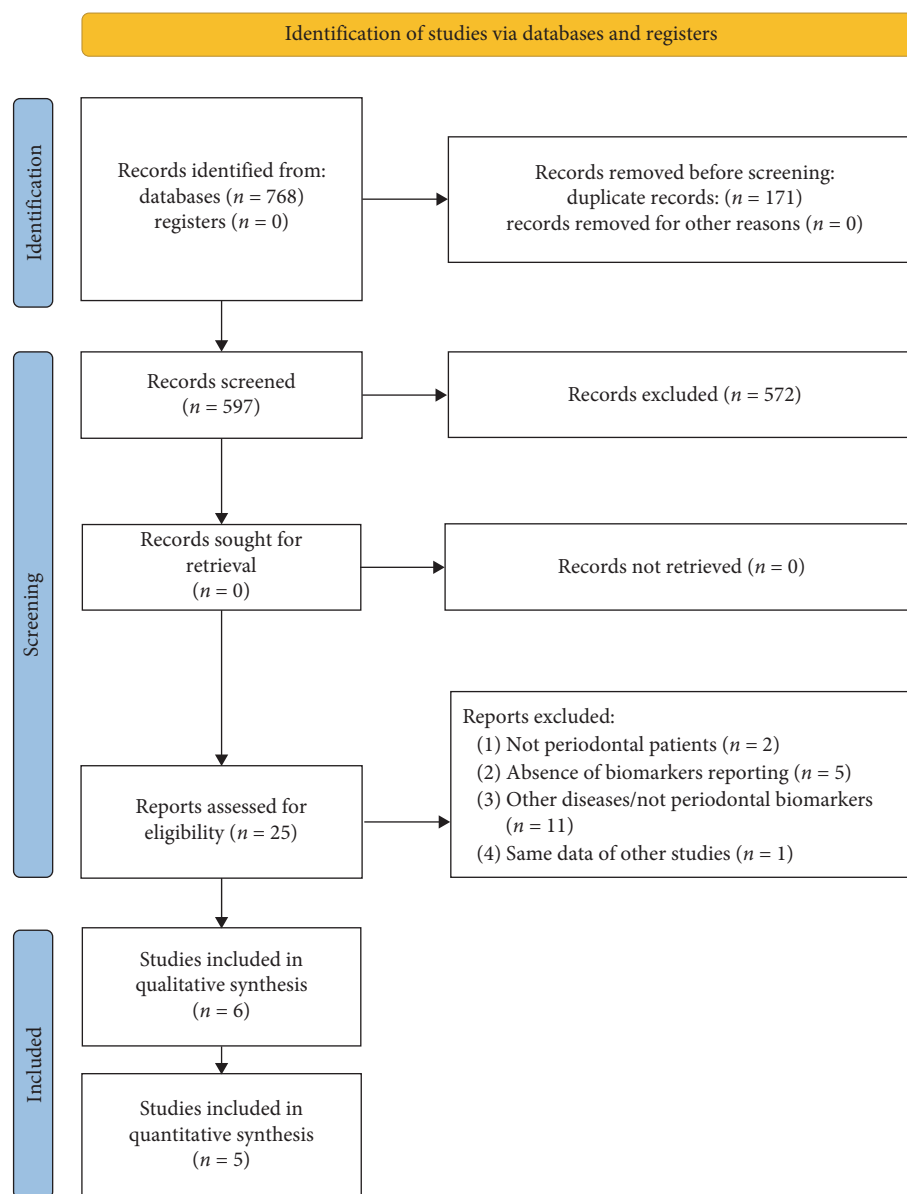 Identification of studies via databases and registers
Identification
Records identified from:
databases (n = 768)
registers (n = 0)
Records removed before screening:
duplicate records: (n = 171)
records removed for other reasons (n = 0)
Screening
Records screened
(n = 597)
Records excluded (n = 572)
Records sought for
retrieval
(n = 0)
Records not retrieved (n = 0)
Reports assessed for
eligibility (n = 25)
Reports excluded:
(1) Not periodontal patients (n = 2)
(2) Absence of biomarkers reporting (n = 5)
(3) Other diseases/not periodontal biomarkers
(n = 11)
(4) Same data of other studies (n = 1)
Included
Studies included in
qualitative synthesis
(n = 6)
Studies included in
quantitative synthesis
(n = 5)